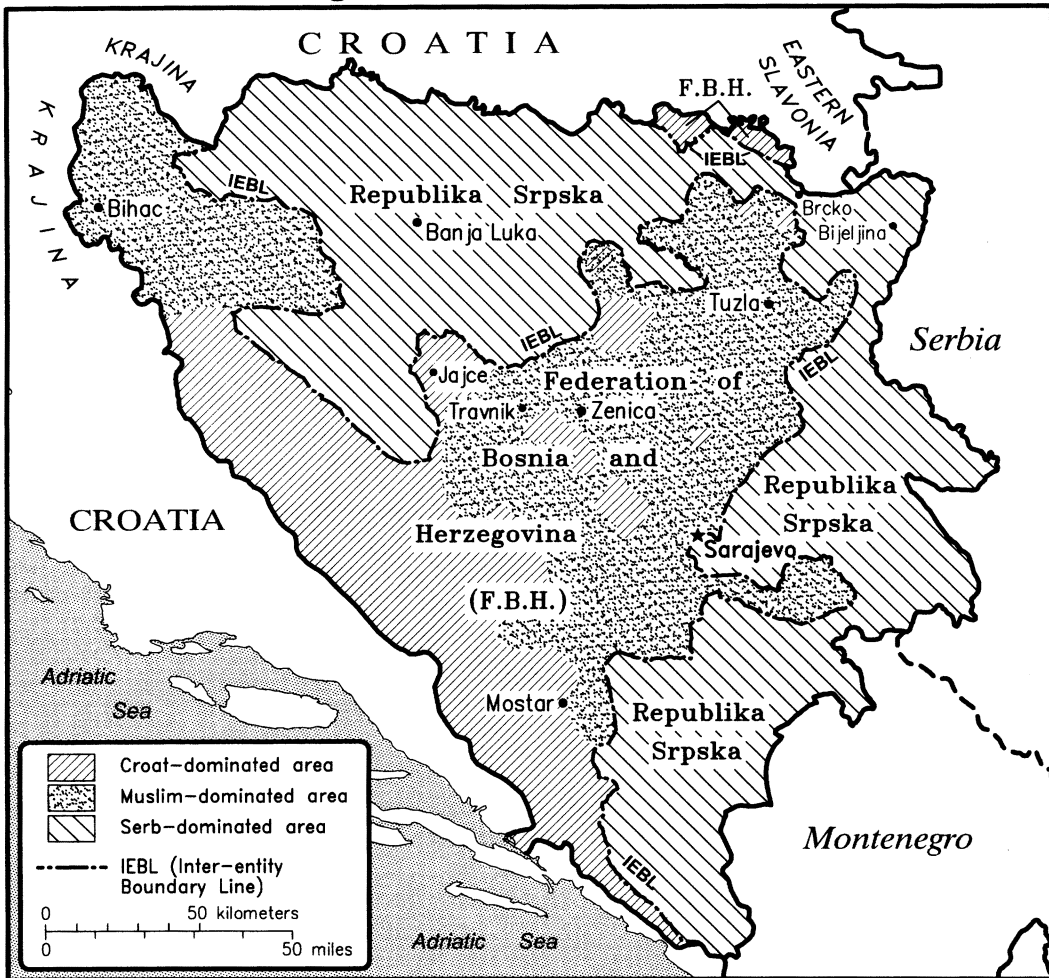 CROATIA
KRAJINA
F.B.H.
EASTERN
SLAVONIA
KRAJINA
IEBL
IEBL
Republika Srpska
Bihac
Banja Luka
Brcko
Bijeljina
Tuzla
Serbia
IEBL
IEBL
Jajce
Federation of
Travnik
Zenica
Bosnia and
Republika
Srpska
CROATIA
Herzegovina
Sarajevo
(F.B.H.)
Adriatic
Sea
Mostar
Republika
Srpska
Montenegro
IEBL
Croat-dominated area
Muslim-dominated area
Serb-dominated area
IEBL (Inter-entity
Boundary Line)
0 50 kilometers
0 50 miles
Adriatic Sea